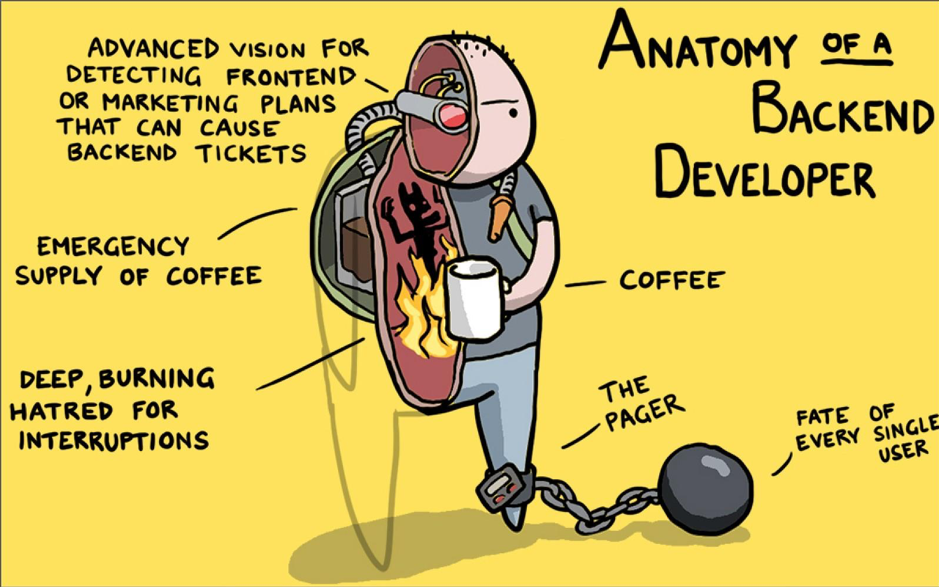 ANATOMY OF A
BACKEND
DEVELOPER
ADVANCED VISION FOR
DETECTING FRONTEND
OR MARKETING PLANS
THAT CAN CAUSE
BACKEND TICKETS
EMERGENCY
SUPPLY OF COFFEE
COFFEE
DEEP, BURNING
HATRED FOR
INTERRUPTIONS
THE
PAGER
FATE OF
EVERY SINGLE
USER